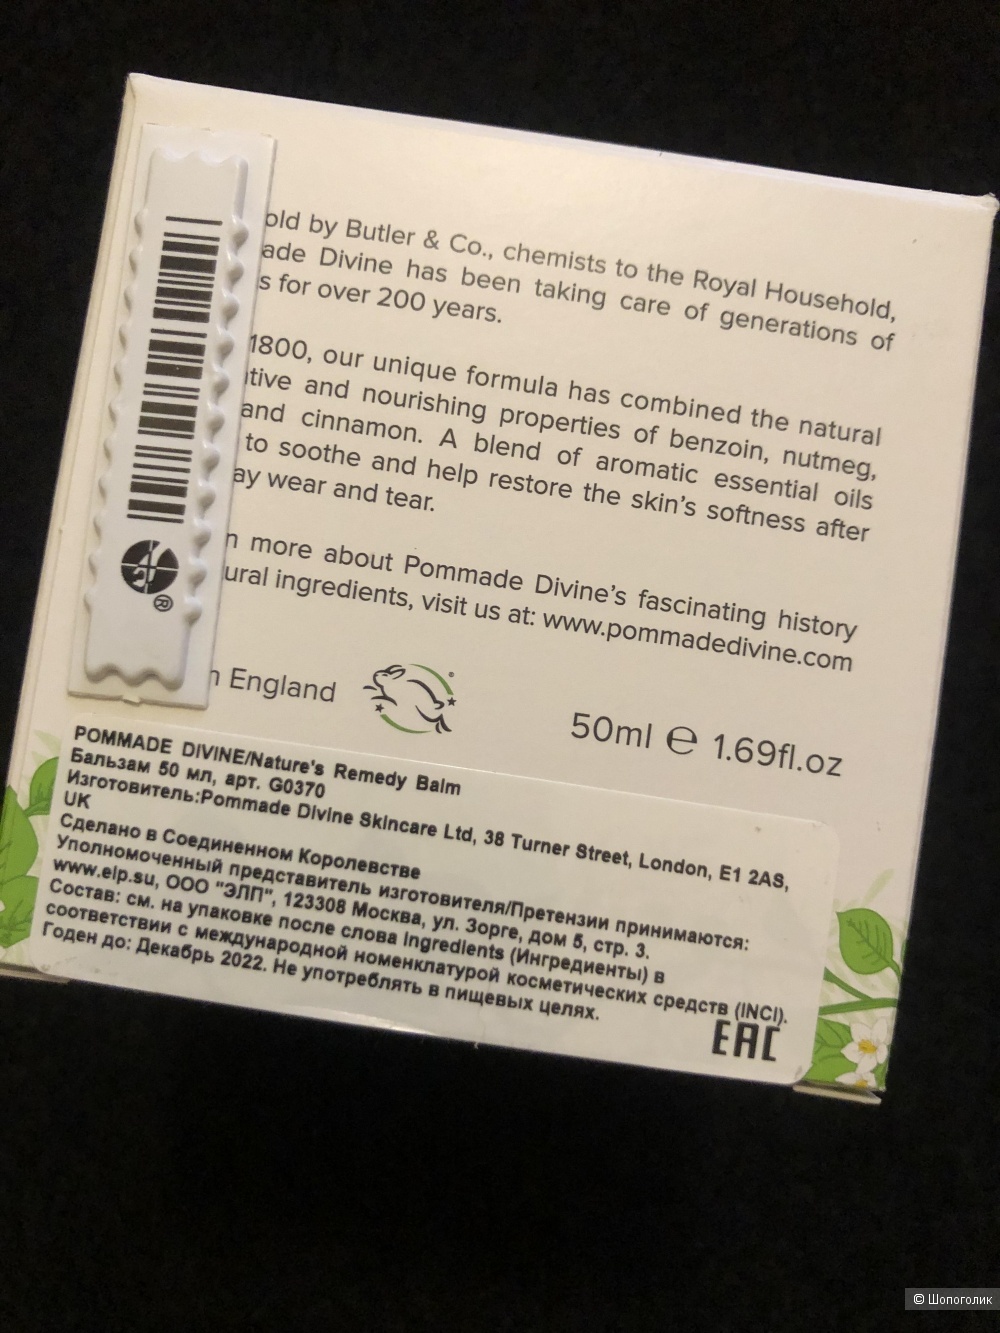 old by Butler & Co., chemists to the Royal Household,
ade Divine has been taking care of generations of
s for over 200 years.
1800, our unique formula has combined the natural
tive and nourishing properties of benzoin, nutmeg,
and cinnamon. A blend of aromatic essential oils
to soothe and help restore the skin's softness after
ay wear and tear.
n more about Pommade Divine's fascinating history
ural ingredients, visit us at: www.pommadedivine.com
n England
50ml ℮ 1.69fl.oz
POMMADE DIVINE/Nature's Remedy Balm
Бальзам 50 мл, арт. G0370
Изготовитель:Pommade Divine Skincare Ltd, 38 Turner Street, London, E1 2AS,
UK
Сделано в Соединенном Королевстве
Уполномоченный представитель изготовителя/Претензии принимаются:
www.elp.su, ООО "ЭЛП", 123308 Москва, ул. Зорге, дом 5, стр. 3.
Состав: см. на упаковке после слова Ingredients (Ингредиенты) в
соответствии с международной номенклатурой косметических средств (INCI).
Годен до: Декабрь 2022. Не употреблять в пищевых целях.
EAC
© Шопоголик